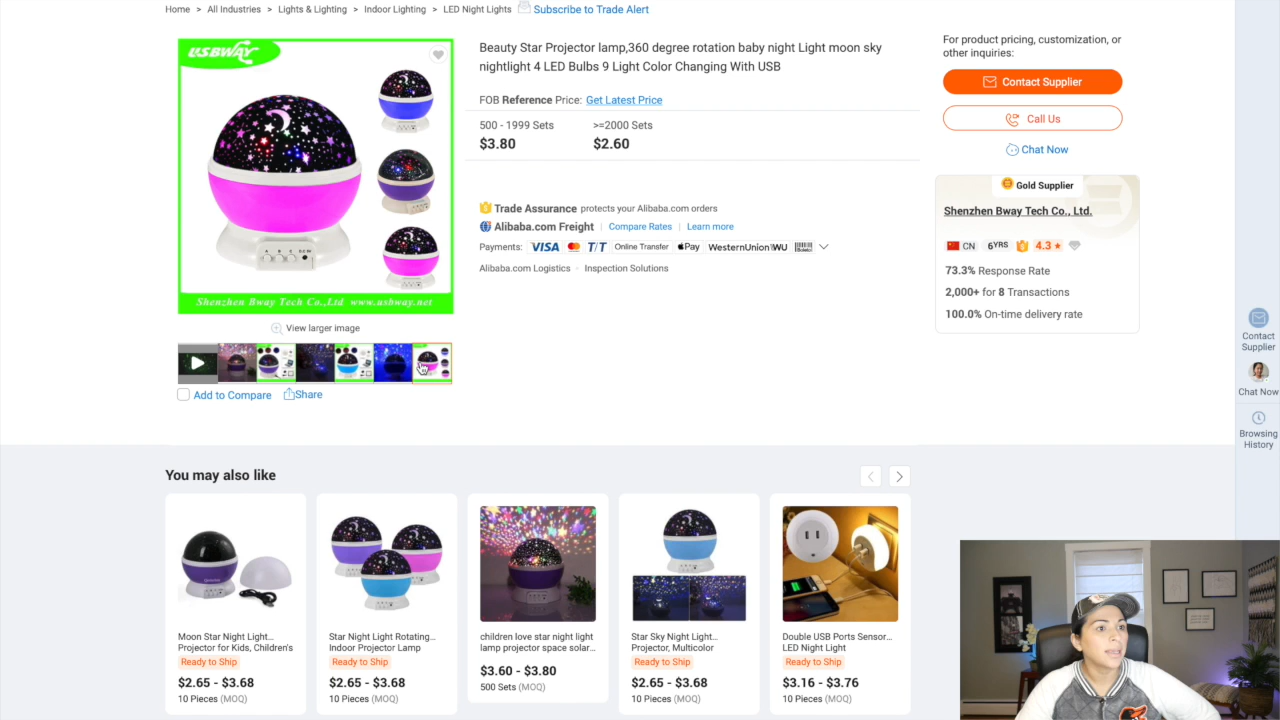 Home > All Industries > Lights & Lighting > Indoor Lighting > LED Night Lights Subscribe to Trade Alert
USBWAY
Shenzhen Bway Tech Co.,Ltd www.usbway.net
View larger image
Add to Compare Share
Beauty Star Projector lamp,360 degree rotation baby night Light moon sky
nightlight 4 LED Bulbs 9 Light Color Changing With USB
FOB Reference Price: Get Latest Price
500 - 1999 Sets >=2000 Sets
$3.80 $2.60
Trade Assurance protects your Alibaba.com orders
Alibaba.com Freight | Compare Rates | Learn more
Payments: VISA T/T Online Transfer Pay WesternUnion WU
Alibaba.com Logistics · Inspection Solutions
For product pricing, customization, or
other inquiries:
Contact Supplier
Call Us
Chat Now
Gold Supplier
Shenzhen Bway Tech Co., Ltd.
CN 6YRS 4.3
73.3% Response Rate
2,000+ for 8 Transactions
100.0% On-time delivery rate
Contact
Supplier
Chat Now
Browsing
History
You may also like
Moon Star Night Light...
Projector for Kids, Children's
Ready to Ship
$2.65 - $3.68
10 Pieces (MOQ)
Star Night Light Rotating...
Indoor Projector Lamp
Ready to Ship
$2.65 - $3.68
10 Pieces (MOQ)
children love star night light
lamp projector space solar...
$3.60 - $3.80
500 Sets (MOQ)
Star Sky Night Light...
Projector, Multicolor
Ready to Ship
$2.65 - $3.68
10 Pieces (MOQ)
Double USB Ports Sensor...
LED Night Light
Ready to Ship
$3.16 - $3.76
10 Pieces (MOQ)